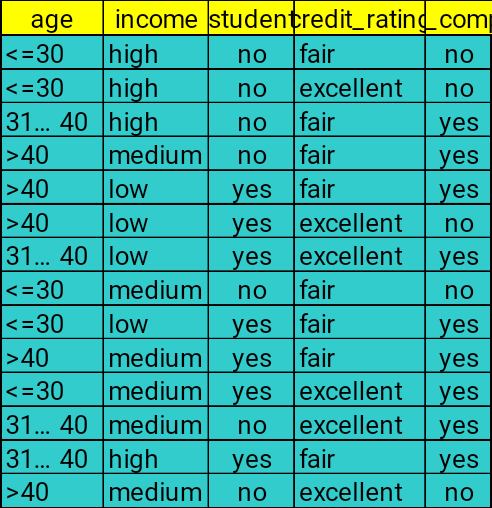 age income student credit_rating _comp
<=30 high no fair no
<=30 high no excellent no
31… 40 high no fair yes
>40 medium no fair yes
>40 low yes fair yes
>40 low yes excellent no
31… 40 low yes excellent yes
<=30 medium no fair no
<=30 low yes fair yes
>40 medium yes fair yes
<=30 medium yes excellent yes
31… 40 medium no excellent yes
31… 40 high yes fair yes
>40 medium no excellent no